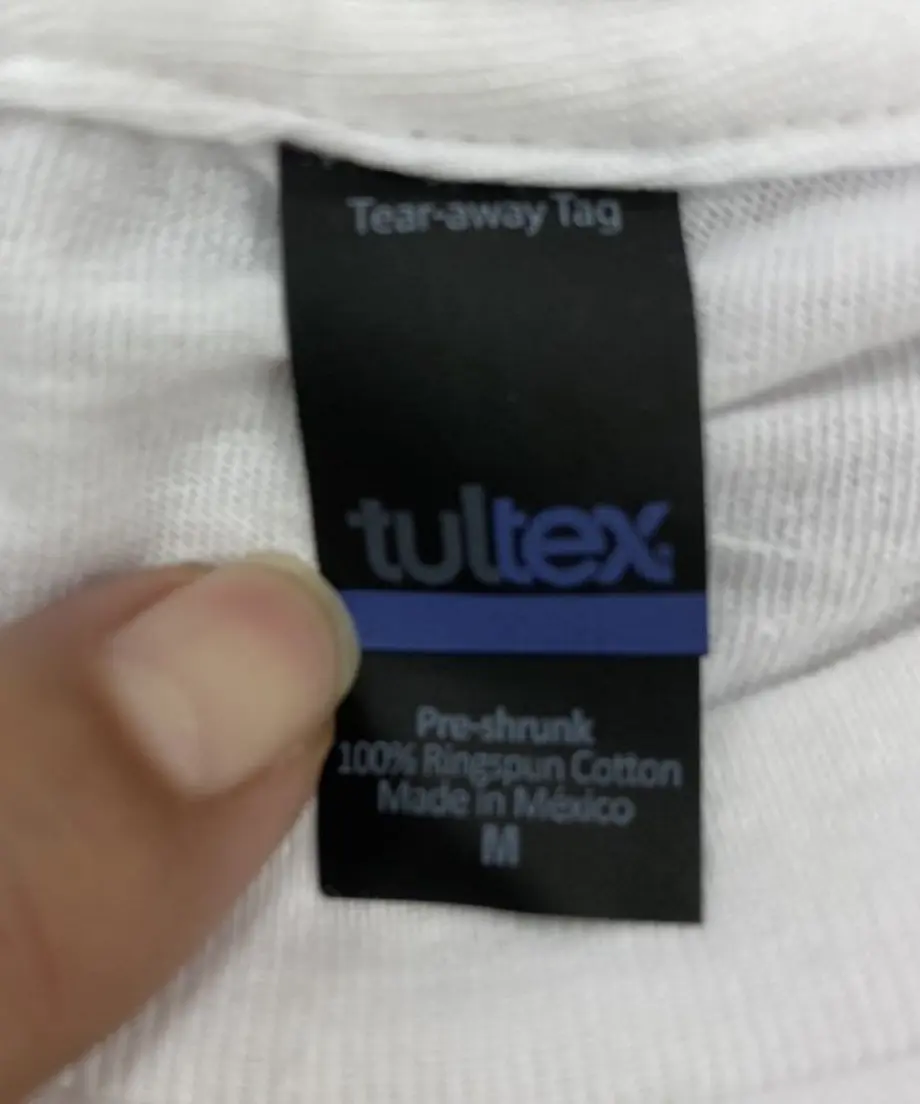 Tear-away Tag
tultex
Pre-shrunk
100% Ringspun Cotton
Made in México
M